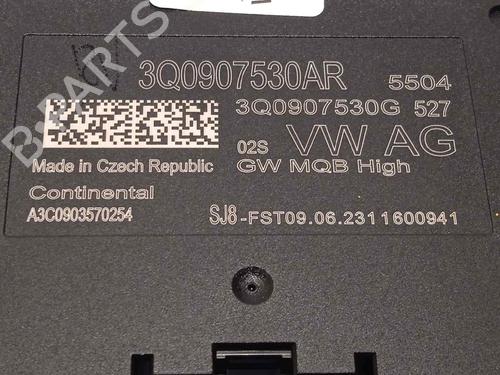 3Q0907530AR 5504
3Q0907530G 527
02S VW AG
Made in Czech Republic GW MQB High
Continental
A3C0903570254 SJ8-FST09.06.2311600941
B-PARTS